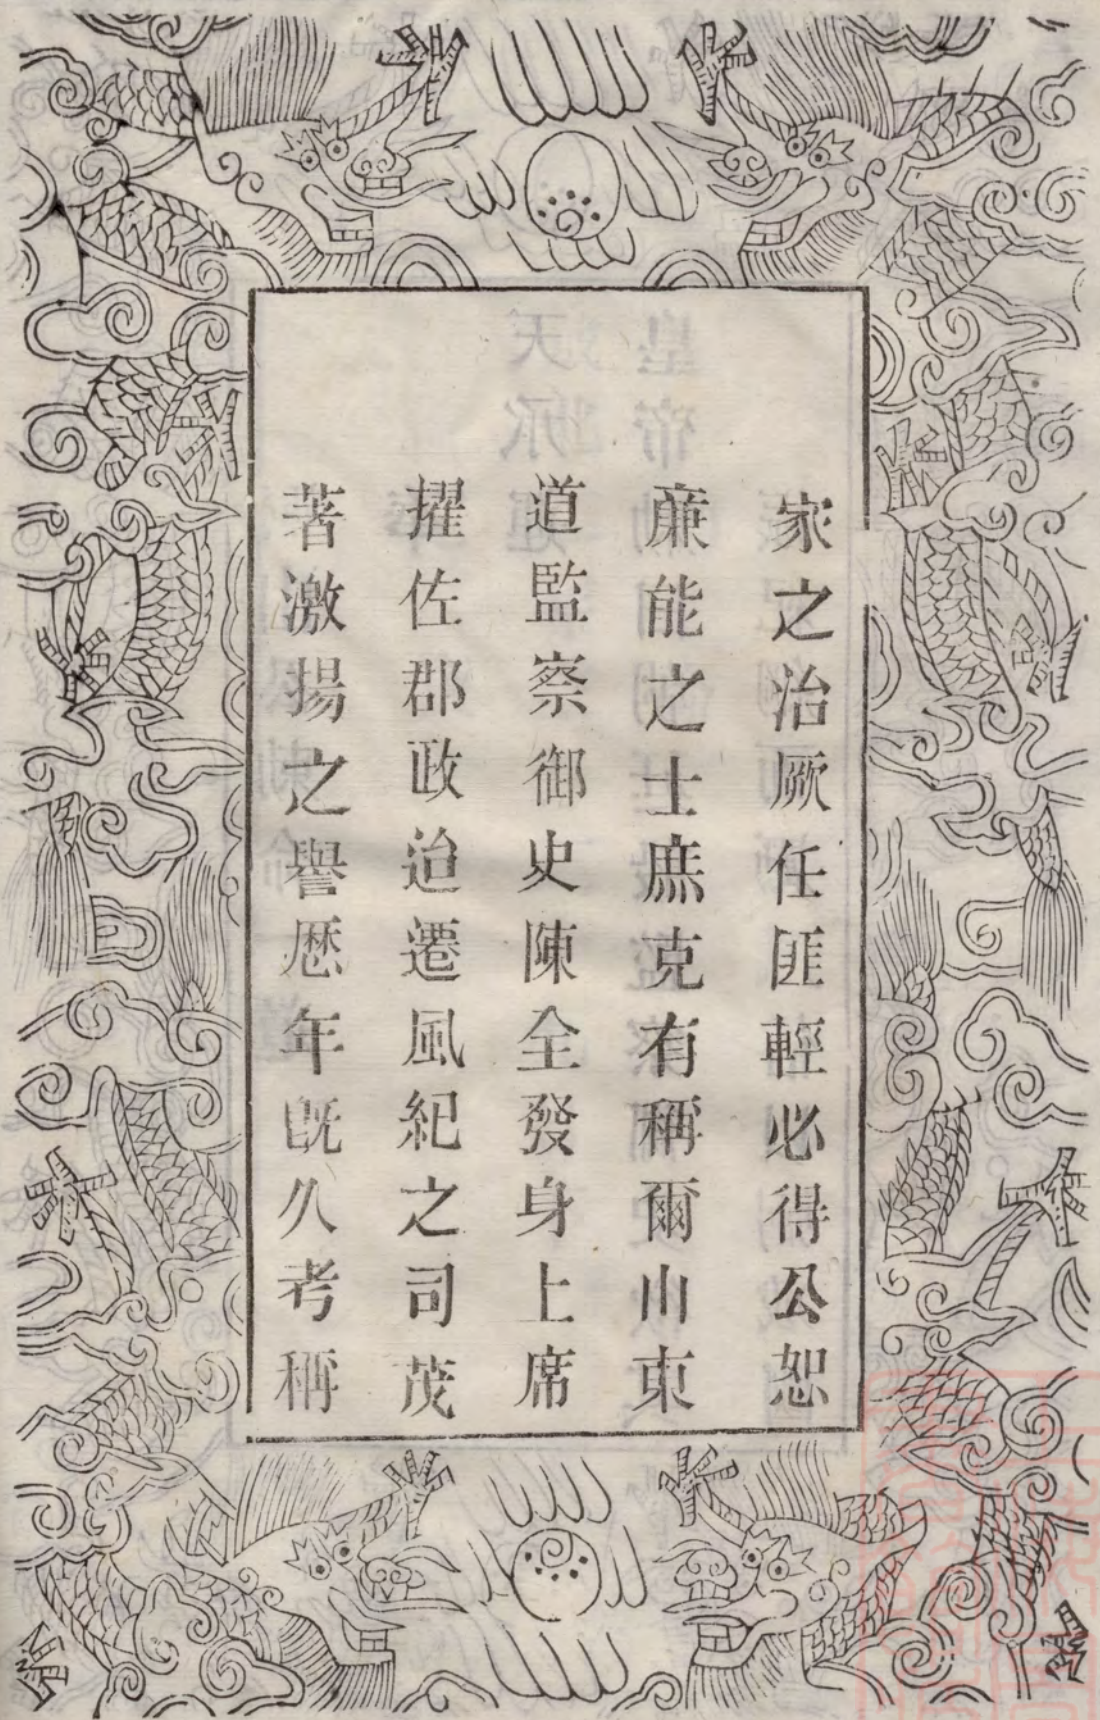 家之治厥任匪輕必得公恕
亷能之士庶克有稱爾山東
道監察御史陳全發身上席
擢佐郡政迨遷風紀之司茂
著激揚之譽歷年既久考稱